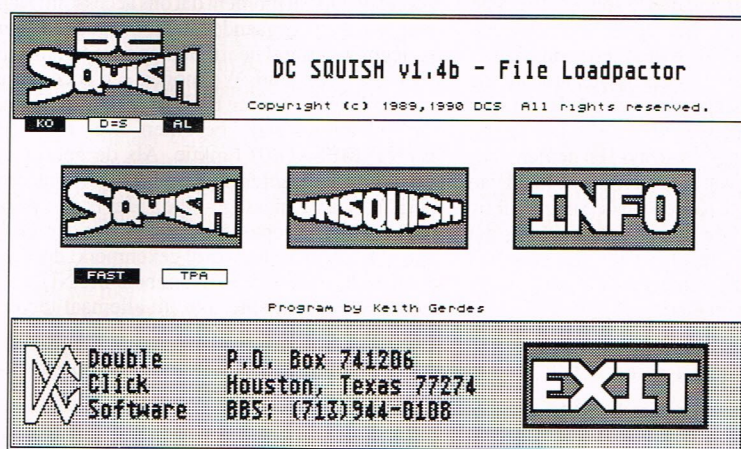 DC
SQUISH
DC SQUISH v1.4b - File Loadpactor
Copyright (c) 1989,1990 DCS All rights reserved.
KO D=S AL
SQUISH UNSQUISH INFO
FAST TPA
Program by Keith Gerdes
Double
Click
Software
P.O. Box 741206
Houston, Texas 77274
BBS: (713)944-0108
EXIT